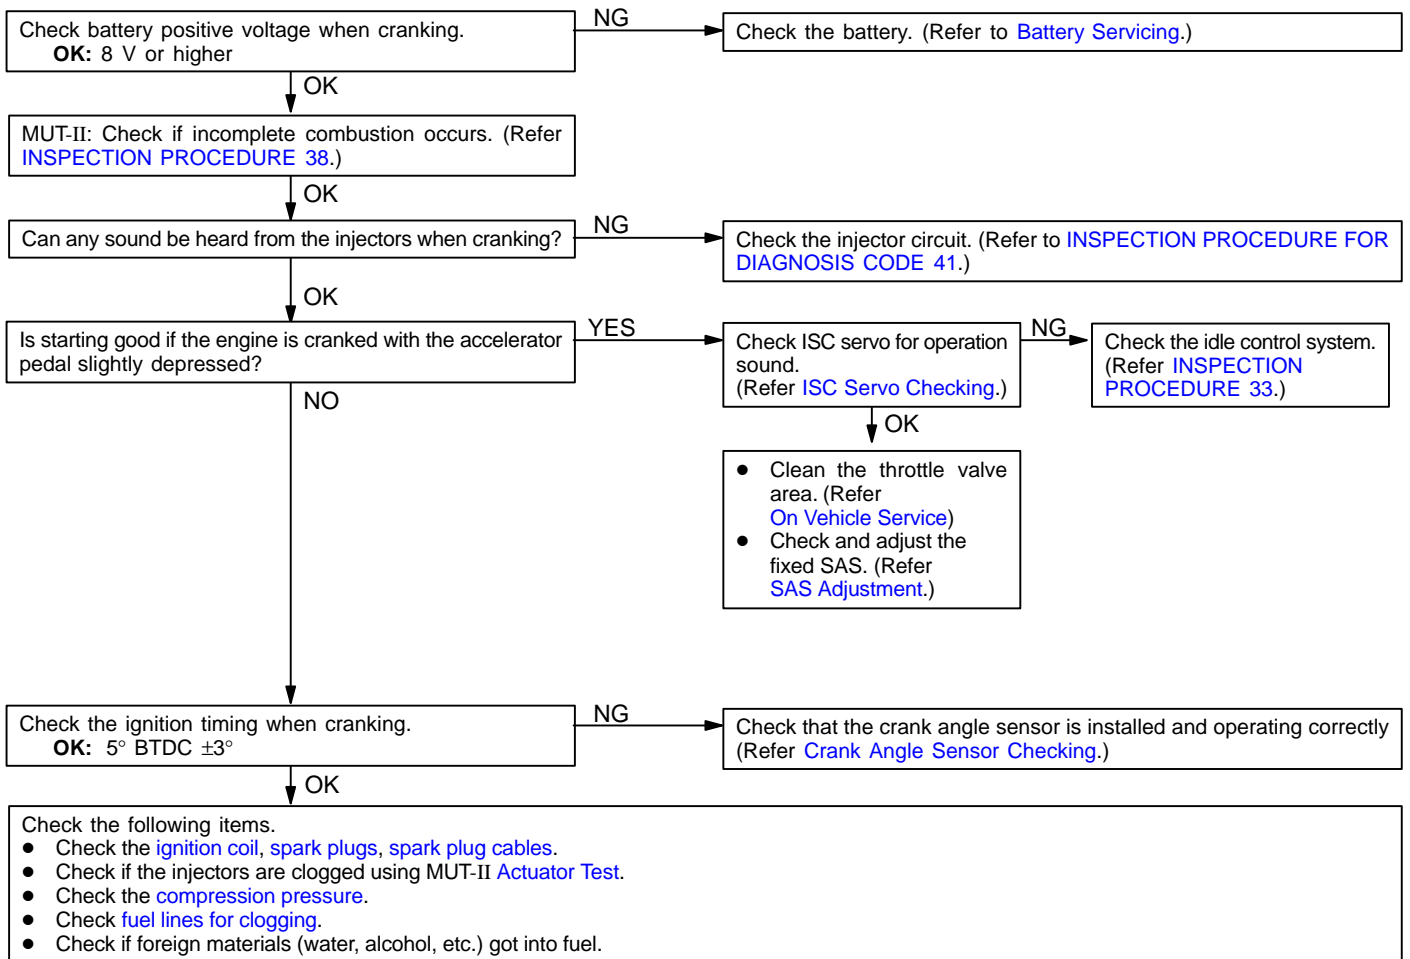 Check battery positive voltage when cranking.
OK: 8 V or higher
NG
Check the battery. (Refer to Battery Servicing.)
OK
MUT-II: Check if incomplete combustion occurs. (Refer
INSPECTION PROCEDURE 38.)
OK
Can any sound be heard from the injectors when cranking?
NG
Check the injector circuit. (Refer to INSPECTION PROCEDURE FOR
DIAGNOSIS CODE 41.)
OK
Is starting good if the engine is cranked with the accelerator
pedal slightly depressed?
YES
Check ISC servo for operation
sound.
(Refer ISC Servo Checking.)
NG
Check the idle control system.
(Refer INSPECTION
PROCEDURE 33.)
OK
● Clean the throttle valve
area. (Refer
On Vehicle Service)
● Check and adjust the
fixed SAS. (Refer
SAS Adjustment.)
NO
Check the ignition timing when cranking.
OK: 5° BTDC ±3°
NG
Check that the crank angle sensor is installed and operating correctly
(Refer Crank Angle Sensor Checking.)
OK
Check the following items.
● Check the ignition coil, spark plugs, spark plug cables.
● Check if the injectors are clogged using MUT-II Actuator Test.
● Check the compression pressure.
● Check fuel lines for clogging.
● Check if foreign materials (water, alcohol, etc.) got into fuel.